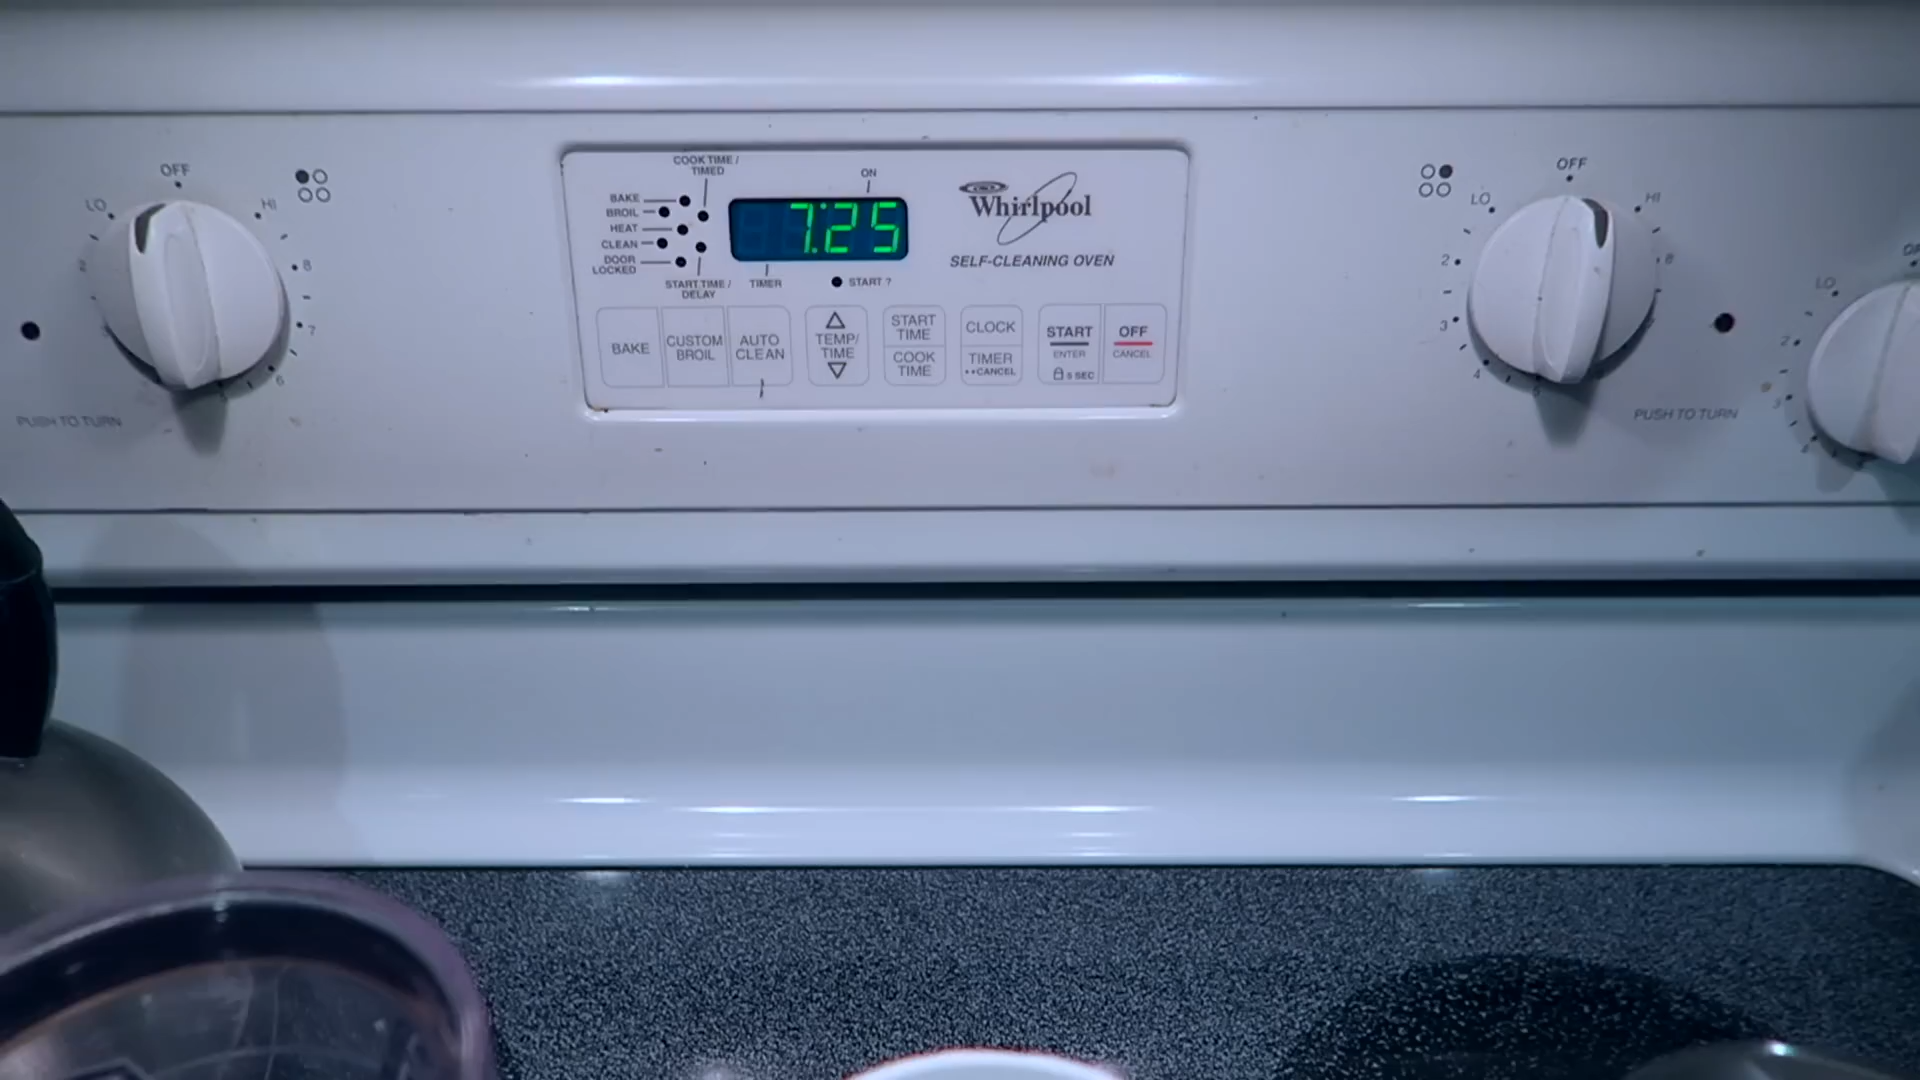 OFF
LO
HI
2
8
7
6
PUSH TO TURN
COOK TIME /
TIMED
ON
BAKE
BROIL
HEAT
CLEAN
DOOR
LOCKED
7:25
START TIME /
DELAY
TIMER
START ?
Whirlpool
SELF-CLEANING OVEN
BAKE
CUSTOM
BROIL
AUTO
CLEAN
TEMP/
TIME
START
TIME
COOK
TIME
CLOCK
TIMER
••CANCEL
START
ENTER
5 SEC
OFF
CANCEL
OFF
LO
HI
2
8
3
4
5
PUSH TO TURN
LO
2
3